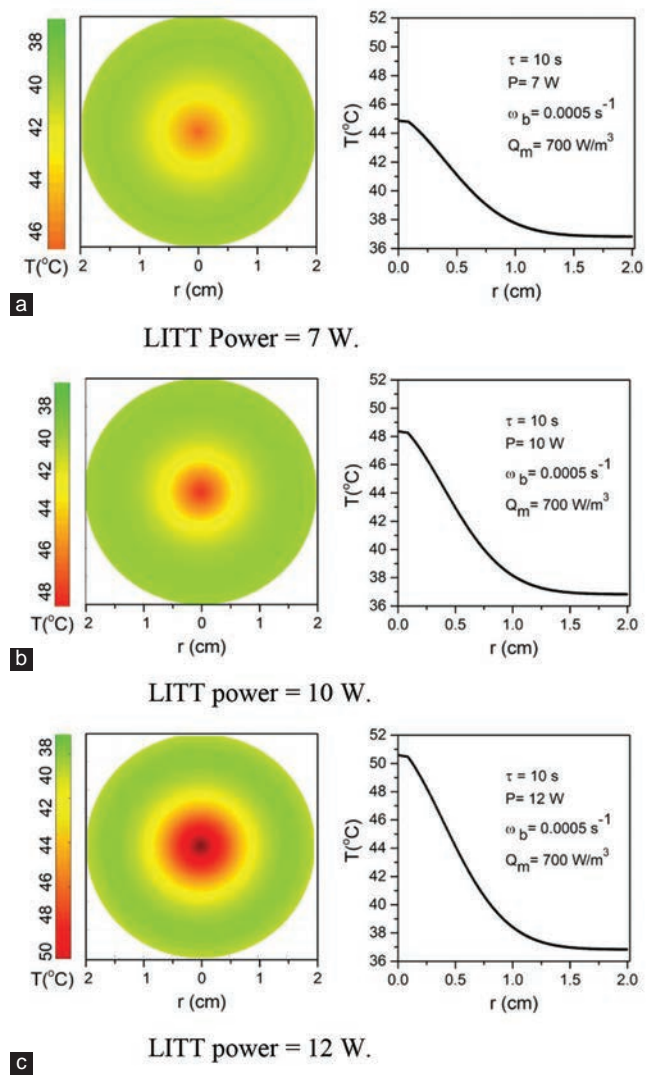 38
40
42
44
46
T(°C)
2 1 0 1 2
r (cm)
52
50
48
46
44
42
40
38
36
T(°C)
τ = 10 s
P= 7 W
ω b = 0.0005 s⁻¹
Q m = 700 W/m³
0.0 0.5 1.0 1.5 2.0
r (cm)
a
LITT Power = 7 W.
38
40
42
44
46
48
T(°C)
2 1 0 1 2
r (cm)
52
50
48
46
44
42
40
38
36
T(°C)
τ = 10 s
P= 10 W
ω b = 0.0005 s⁻¹
Q m = 700 W/m³
0.0 0.5 1.0 1.5 2.0
r (cm)
b
LITT power = 10 W.
38
40
42
44
46
48
50
T(°C)
2 1 0 1 2
r (cm)
52
50
48
46
44
42
40
38
36
T(°C)
τ = 10 s
P= 12 W
ω b = 0.0005 s⁻¹
Q m = 700 W/m³
0.0 0.5 1.0 1.5 2.0
r (cm)
c
LITT power = 12 W.